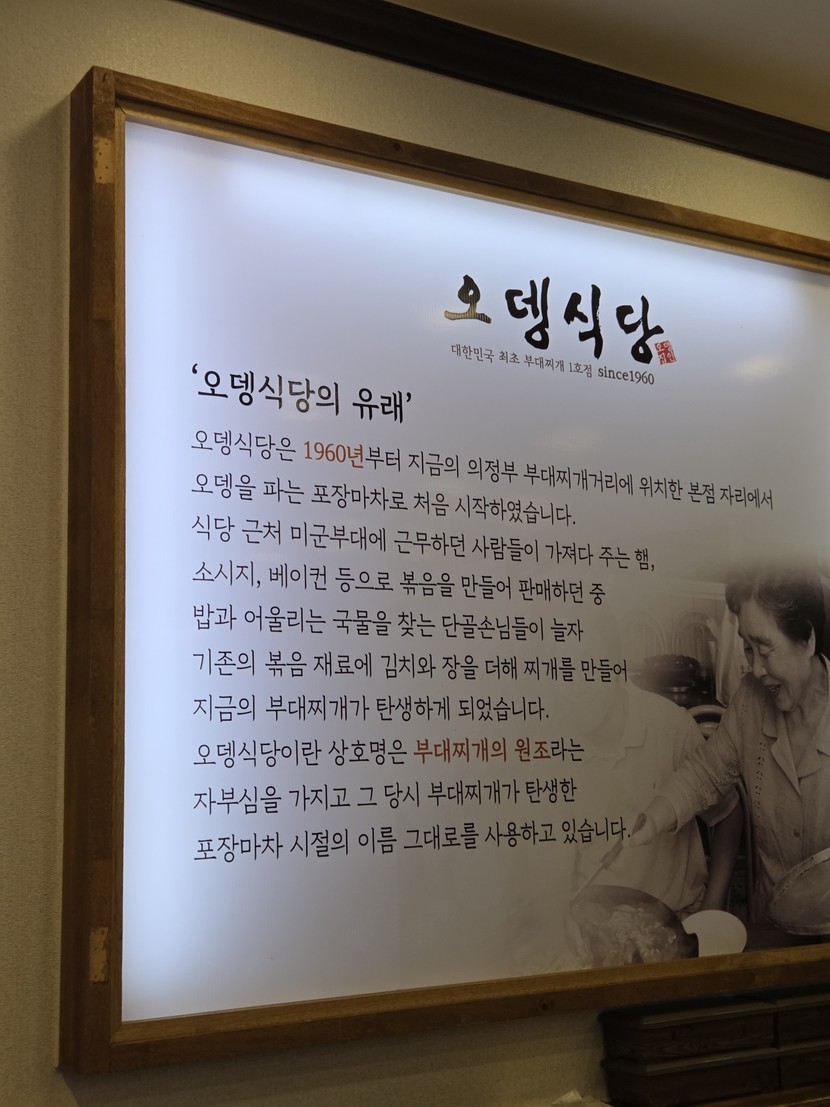 오뎅식당
대한민국 최초 부대찌개 1호점 since1960
'오뎅식당의 유래'
오뎅식당은 1960년부터 지금의 의정부 부대찌개거리에 위치한 본점 자리에서
오뎅을 파는 포장마차로 처음 시작하였습니다.
식당 근처 미군부대에 근무하던 사람들이 가져다 주는 햄,
소시지, 베이컨 등으로 볶음을 만들어 판매하던 중
밥과 어울리는 국물을 찾는 단골손님들이 늘자
기존의 볶음 재료에 김치와 장을 더해 찌개를 만들어
지금의 부대찌개가 탄생하게 되었습니다.
오뎅식당이란 상호명은 부대찌개의 원조라는
자부심을 가지고 그 당시 부대찌개가 탄생한
포장마차 시절의 이름 그대로를 사용하고 있습니다.